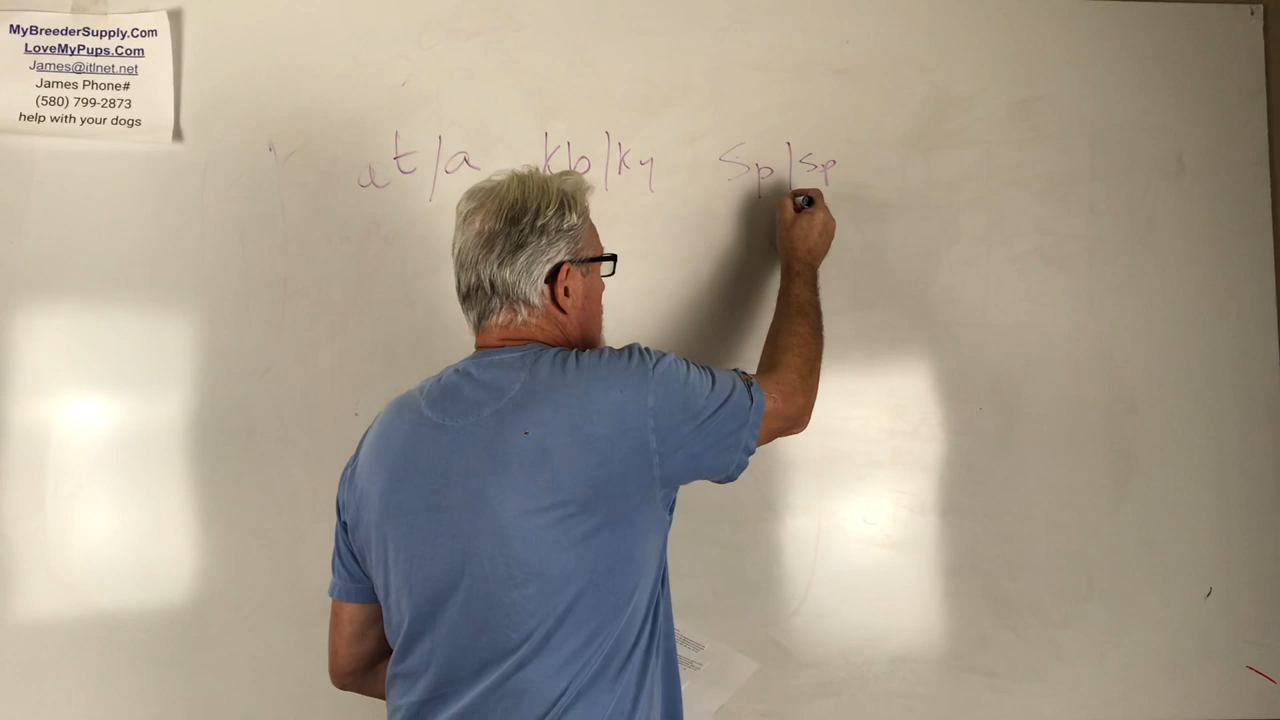 MyBreederSupply.Com
LoveMyPups.Com
James@itlnet.net
James Phone#
(580) 799-2873
help with your dogs
at/a kb/ky Sp/Sp